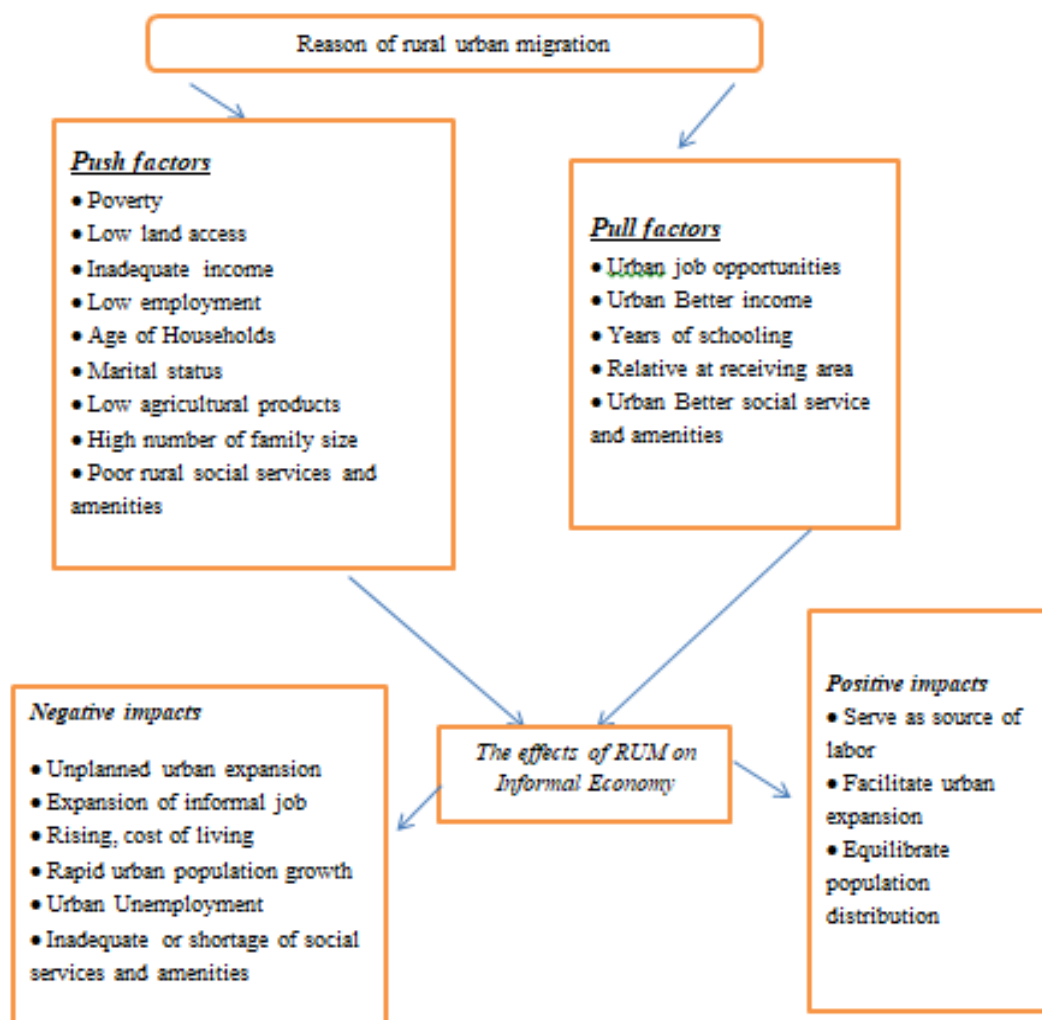 Reason of rural urban migration
Push factors
• Poverty
• Low land access
• Inadequate income
• Low employment
• Age of Households
• Marital status
• Low agricultural products
• High number of family size
• Poor rural social services and
amenities
Pull factors
• Urban job opportunities
• Urban Better income
• Years of schooling
• Relative at receiving area
• Urban Better social service
and amenities
Negative impacts
• Unplanned urban expansion
• Expansion of informal job
• Rising, cost of living
• Rapid urban population growth
• Urban Unemployment
• Inadequate or shortage of social
services and amenities
The effects of RUM on
Informal Economy
Positive impacts
• Serve as source of
labor
• Facilitate urban
expansion
• Equilibrate
population
distribution